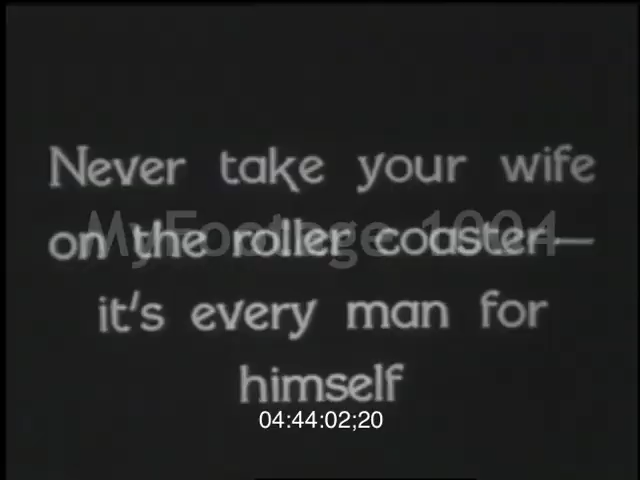 Never take your wife
on the roller coaster—
it's every man for
himself
MyFootage 1004
04:44:02;20